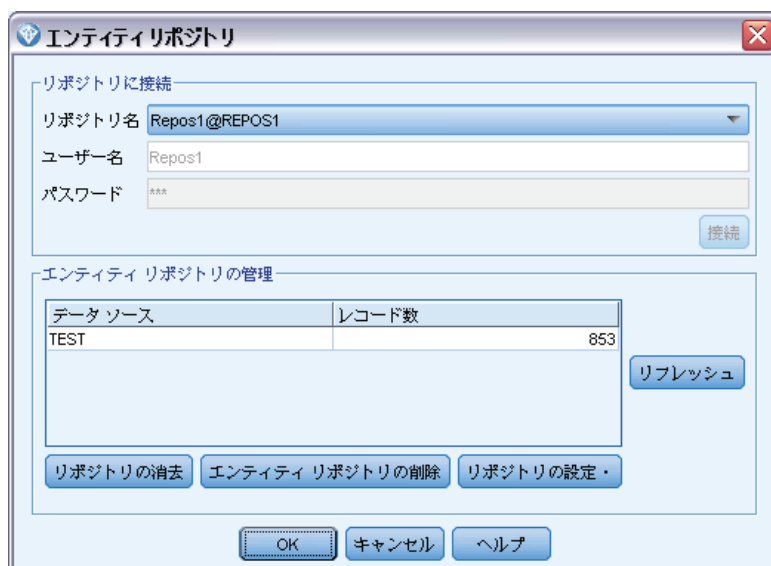 エンティティ リポジトリ
リポジトリに接続
リポジトリ名 Repos1@REPOS1
ユーザー名 Repos1
パスワード ***
接続
エンティティ リポジトリの管理
データ ソース レコード数
TEST 853
リフレッシュ
リポジトリの消去 エンティティ リポジトリの削除 リポジトリの設定・
OK キャンセル ヘルプ